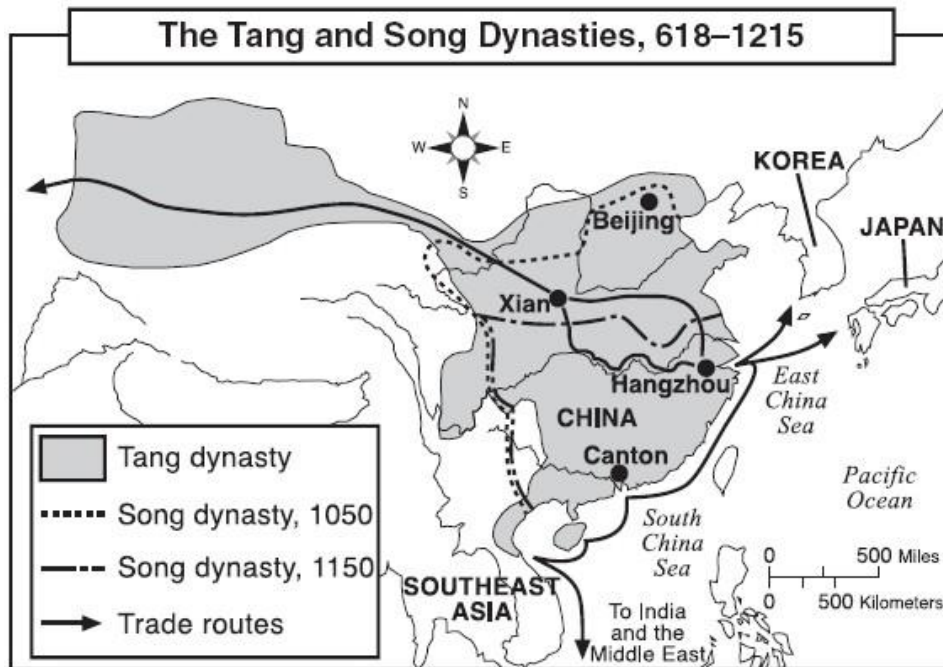 The Tang and Song Dynasties, 618–1215
N
W
E
S
KOREA
JAPAN
Beijing
Xian
Hangzhou
East
China
Sea
CHINA
Canton
Pacific
Ocean
South
China
Sea
SOUTHEAST
ASIA
To India
and the
Middle East
0 500 Miles
0 500 Kilometers
Tang dynasty
Song dynasty, 1050
Song dynasty, 1150
Trade routes